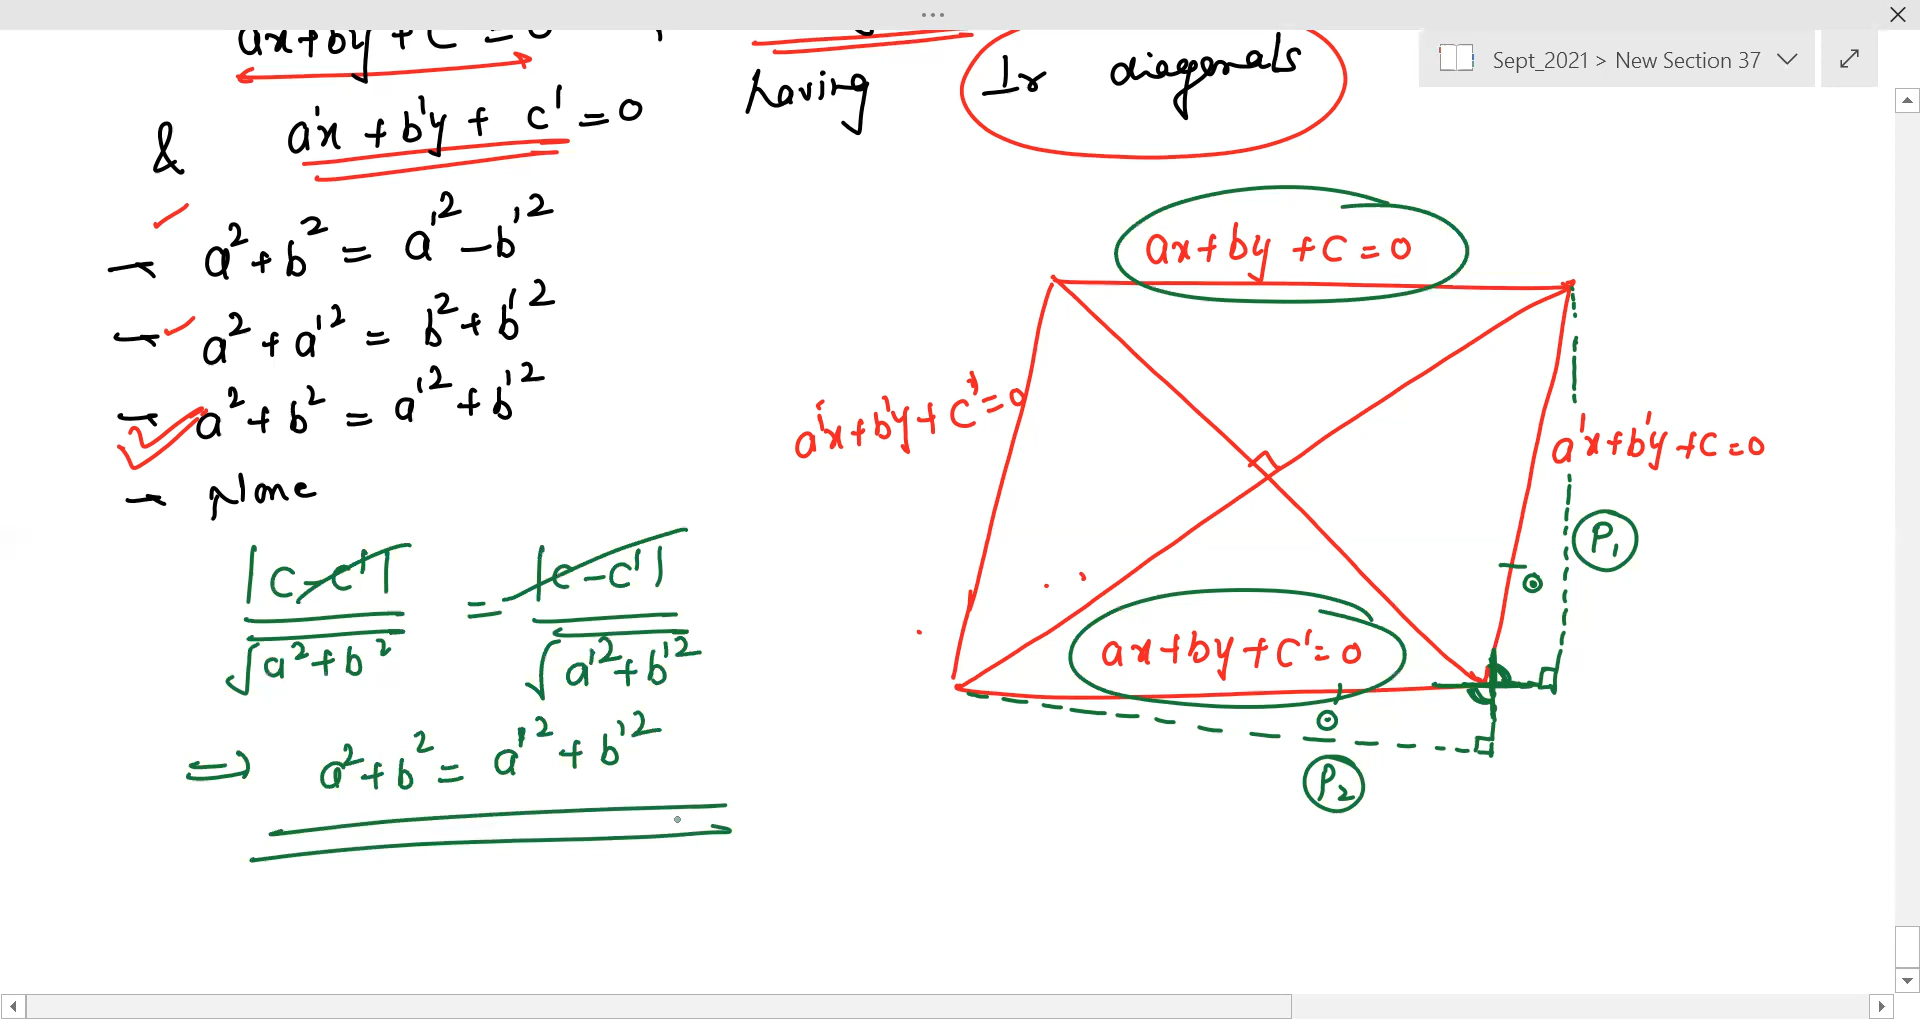 ax+by+c=0
& a'x+b'y+c'=0
having ⊥r diagonals
Sept_2021 > New Section 37
— a²+b² = a'²-b'²
— a²+a'² = b²+b'²
— a²+b² = a'²+b'²
— None
|c-c'|/√(a²+b²) = |c-c'|/√(a'²+b'²)
⇒ a²+b² = a'²+b'²
ax+by+c=0
a'x+b'y+c'=0
a'x+b'y+c=0
P₁
ax+by+c'=0
P₂